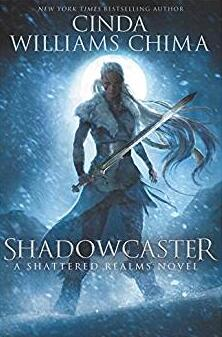 NEW YORK TIMES BESTSELLING AUTHOR
CINDA
WILLIAMS CHIMA
SHADOWCASTER
A SHATTERED REALMS NOVEL